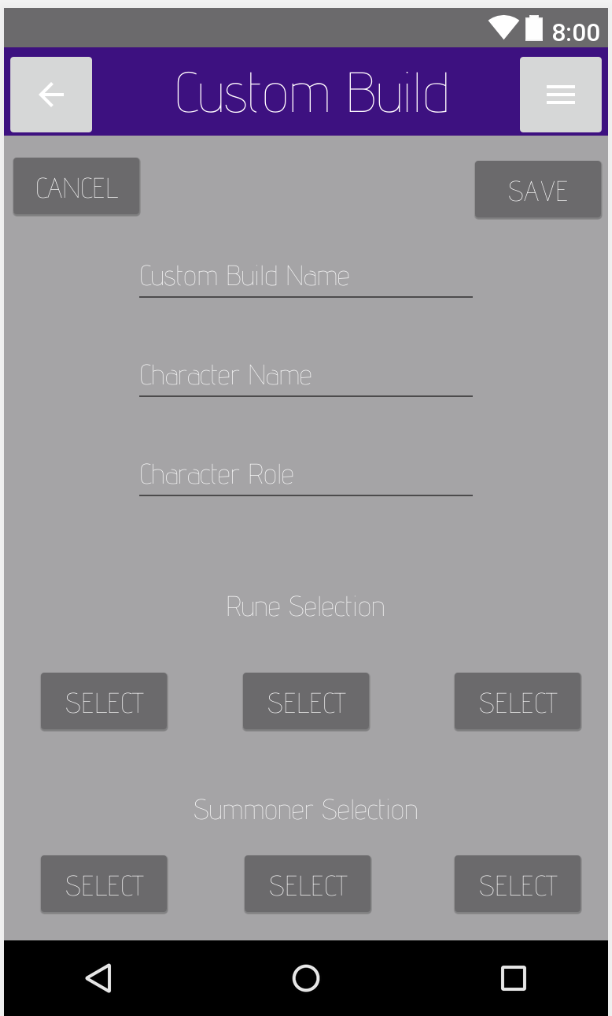 8:00
Custom Build
CANCEL
SAVE
Custom Build Name
Character Name
Character Role
Rune Selection
SELECT SELECT SELECT
Summoner Selection
SELECT SELECT SELECT